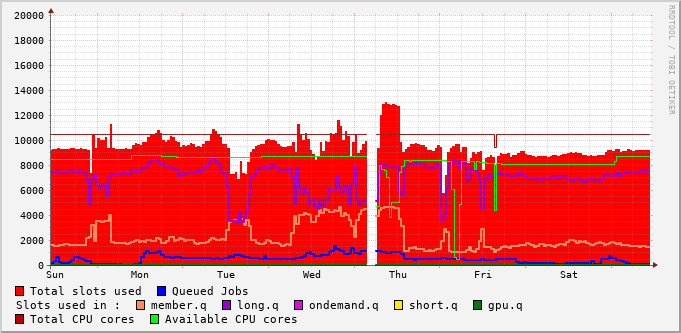 20000
18000
16000
14000
12000
10000
8000
6000
4000
2000
0
Sun Mon Tue Wed Thu Fri Sat
Total slots used Queued Jobs
Slots used in : member.q long.q ondemand.q short.q gpu.q
Total CPU cores Available CPU cores
RRDTOOL / TOBI OETIKER